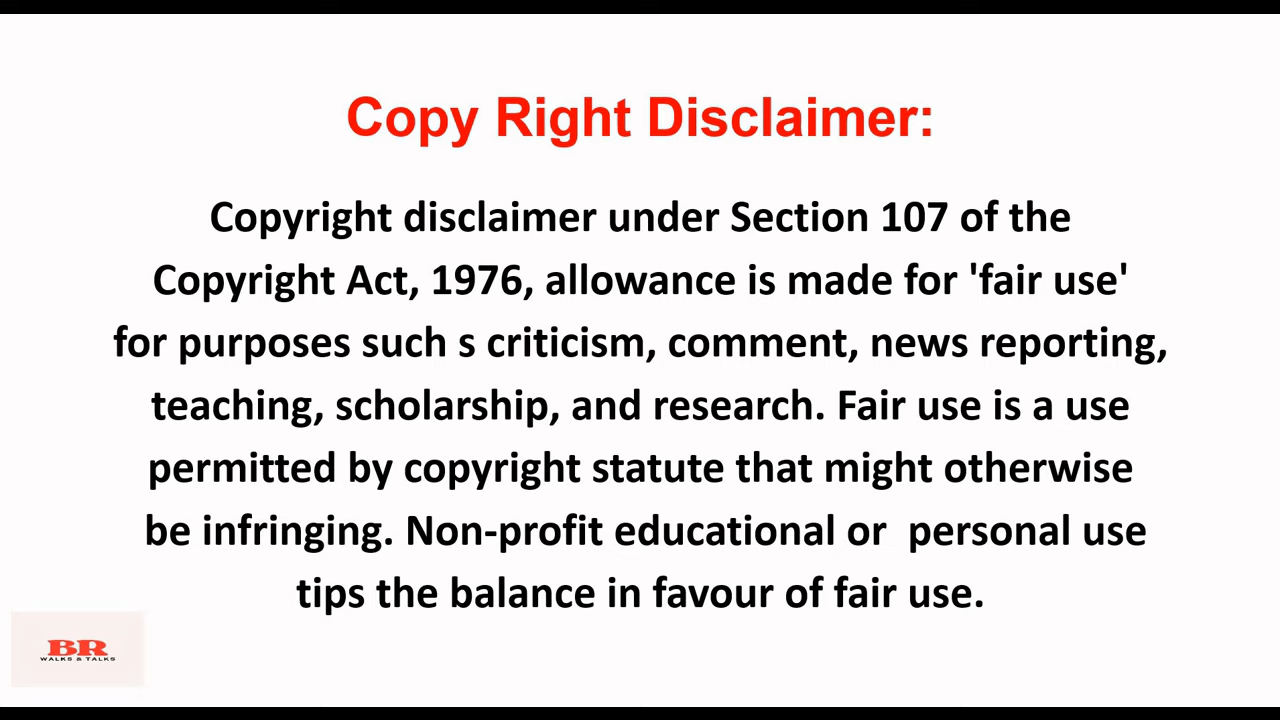 Copy Right Disclaimer:
Copyright disclaimer under Section 107 of the
Copyright Act, 1976, allowance is made for 'fair use'
for purposes such s criticism, comment, news reporting,
teaching, scholarship, and research. Fair use is a use
permitted by copyright statute that might otherwise
be infringing. Non-profit educational or  personal use
tips the balance in favour of fair use.
BR
WALKS & TALKS